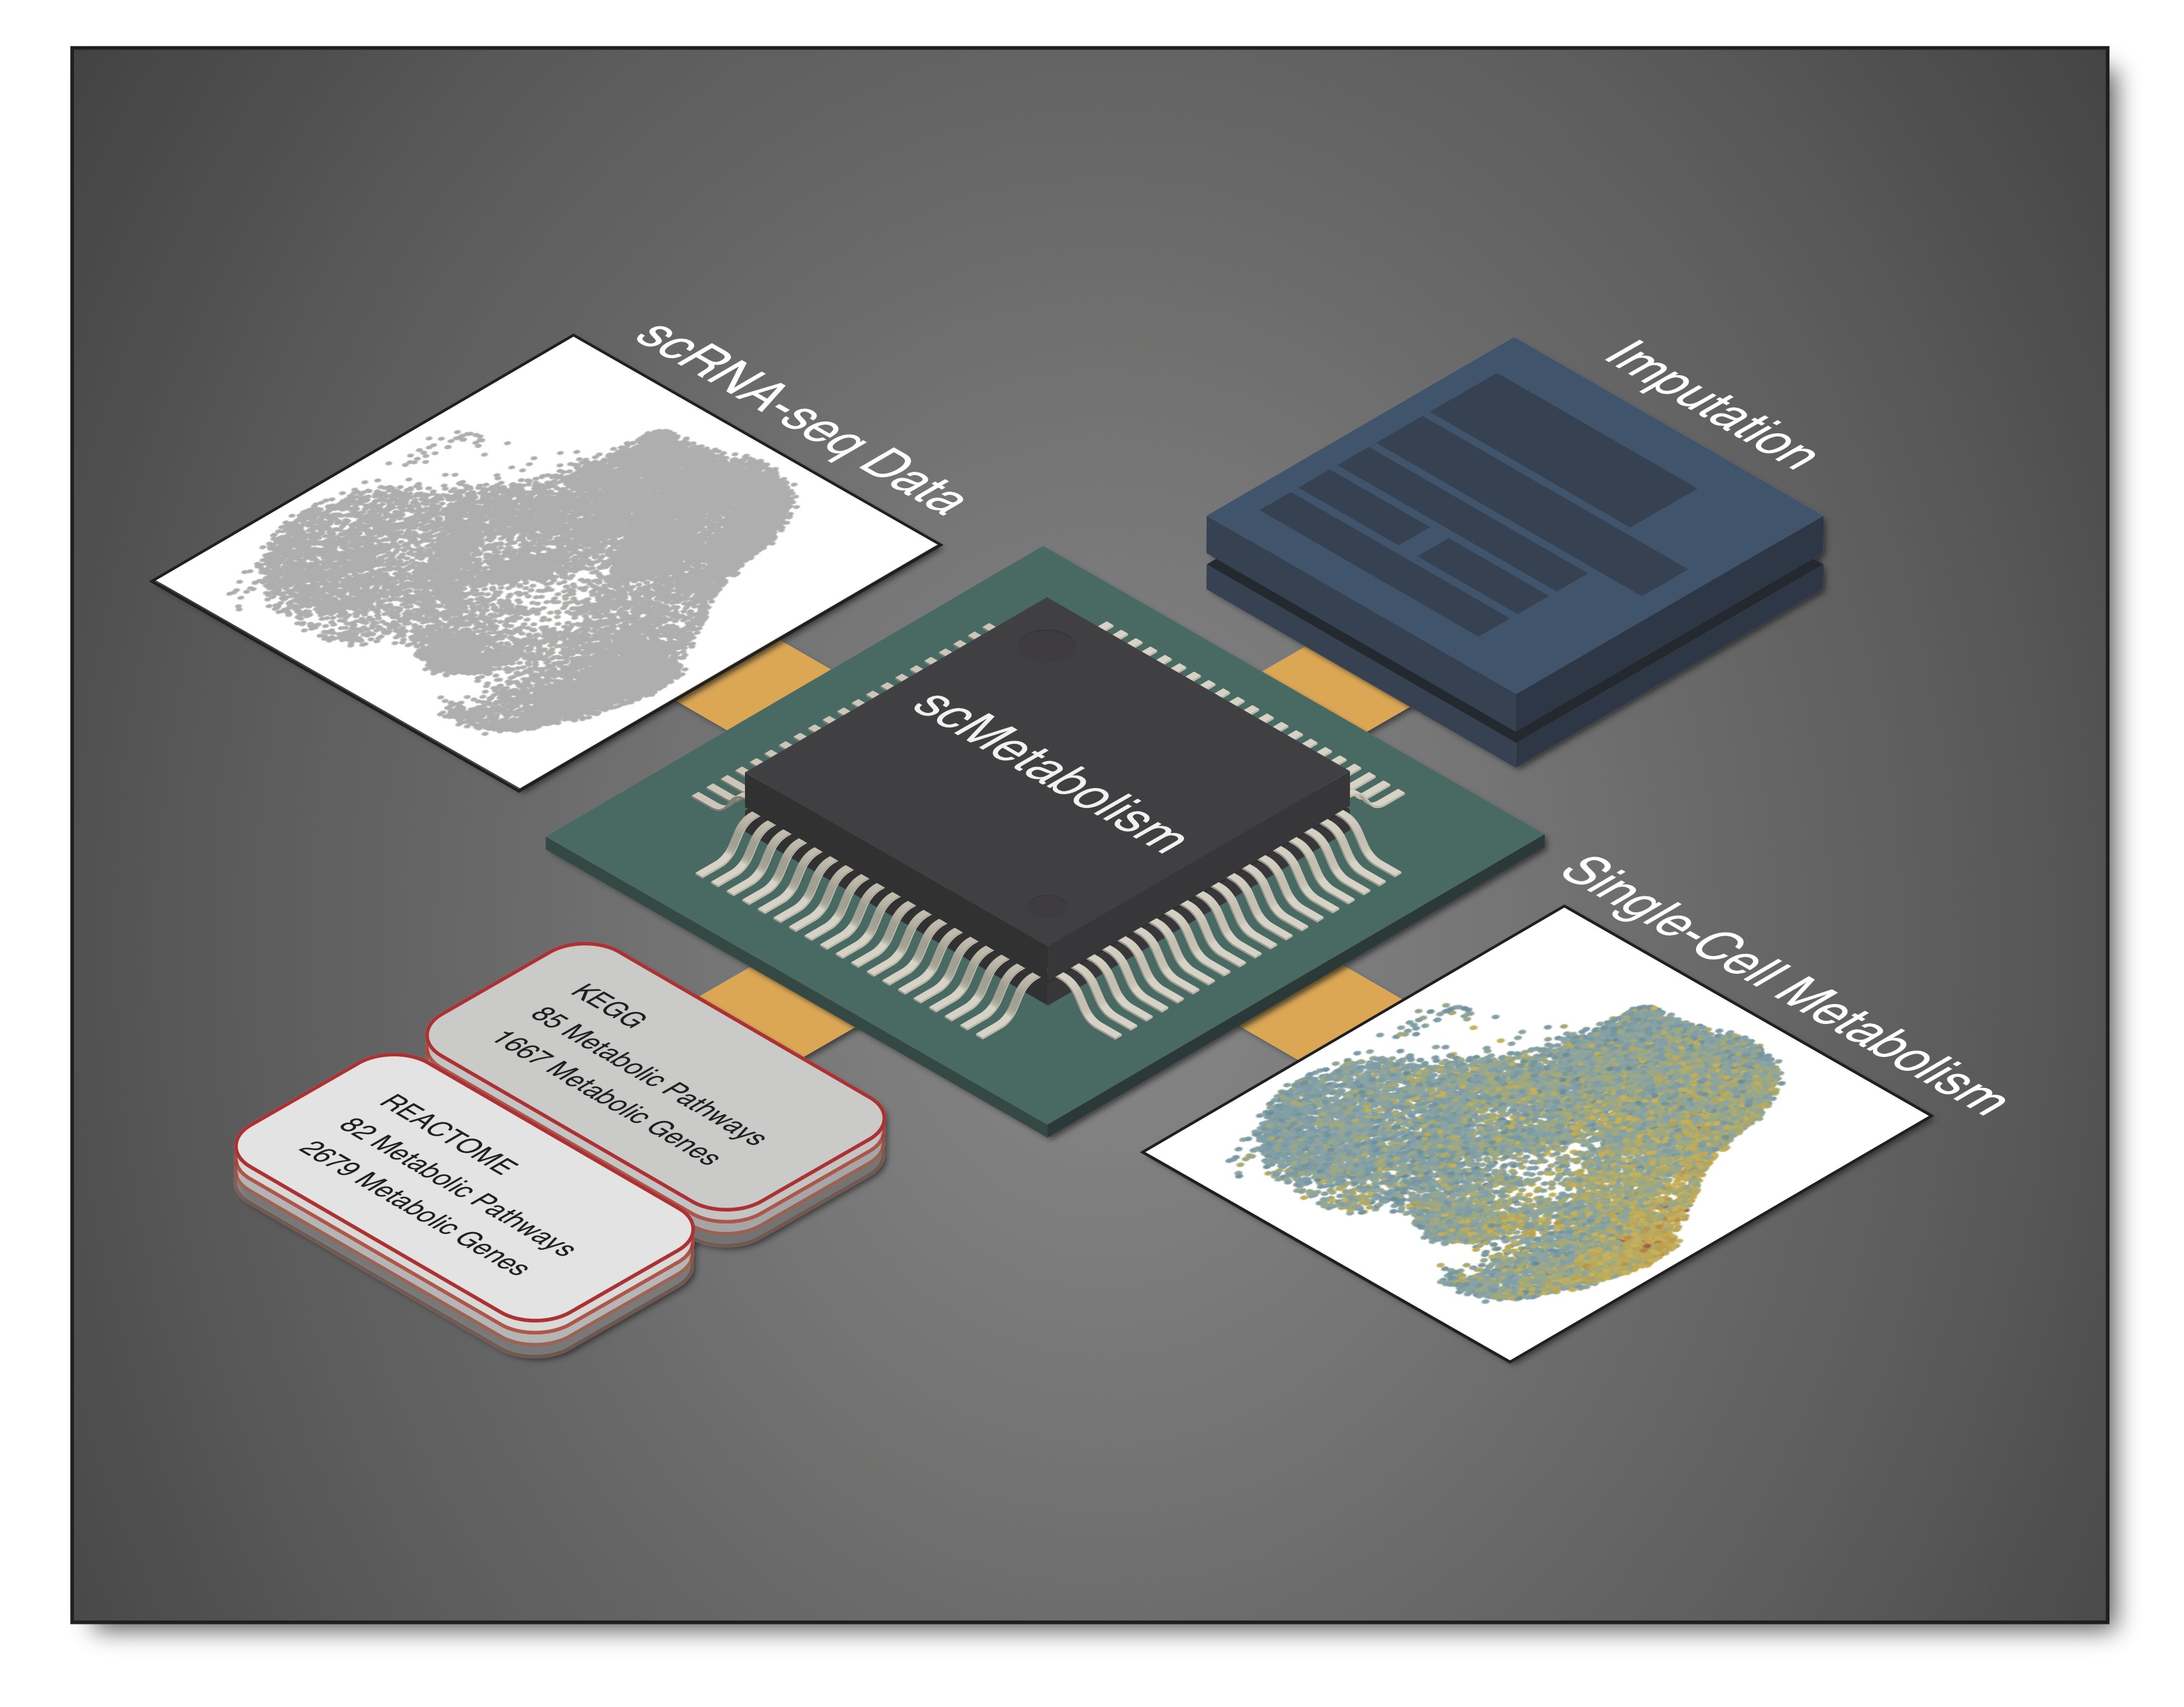 scRNA-seq Data
Imputation
scMetabolism
Single-Cell Metabolism
KEGG
85 Metabolic Pathways
1667 Metabolic Genes
REACTOME
82 Metabolic Pathways
2679 Metabolic Genes